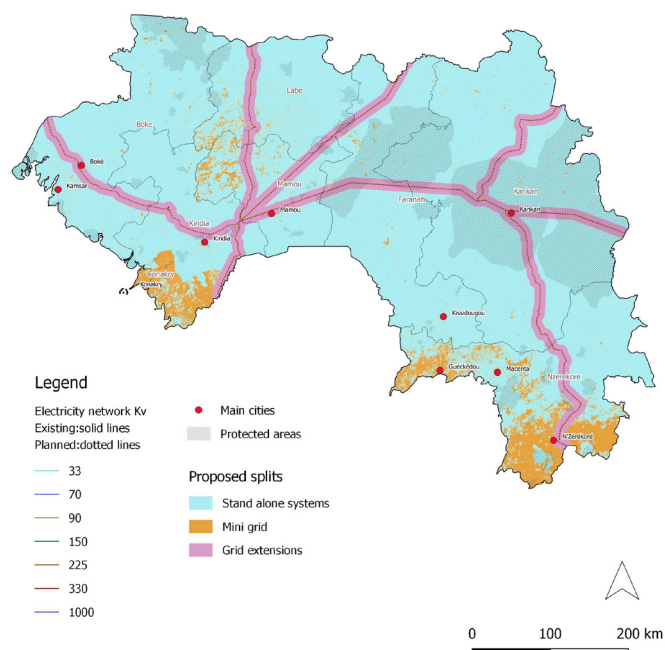 Labe
Boke
Boké
Kamsar
Mamou
Mamou
Kankan
Kankan
Faranah
Kindia
Kindia
Conakry
Konakry
Kissidougou
Guéckédou
Macenta
Nzerekore
N'Zérékoré
Legend
Electricity network Kv
Existing:solid lines
Planned:dotted lines
33
70
90
150
225
330
1000
Main cities
Protected areas
Proposed splits
Stand alone systems
Mini grid
Grid extensions
0 100 200 km